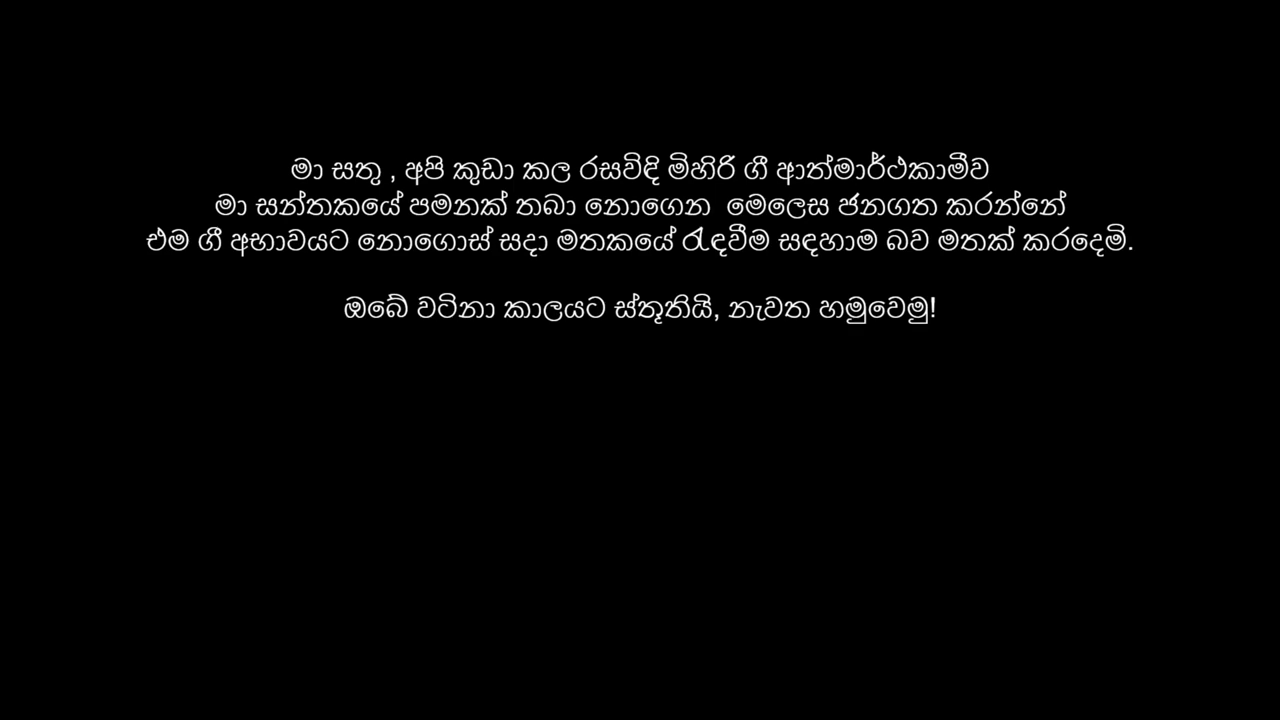 මා සතු , අපි කුඩා කල රසවිඳි මිහිරි ගී ආත්මාර්ථකාමීව
මා සන්තකයේ පමනක් තබා නොගෙන  මෙලෙස ජනගත කරන්නේ
එම ගී අභාවයට නොගොස් සදා මතකයේ රැඳවීම සඳහාම බව මතක් කරදෙමි.
ඔබේ වටිනා කාලයට ස්තූතියි, නැවත හමුවෙමු!